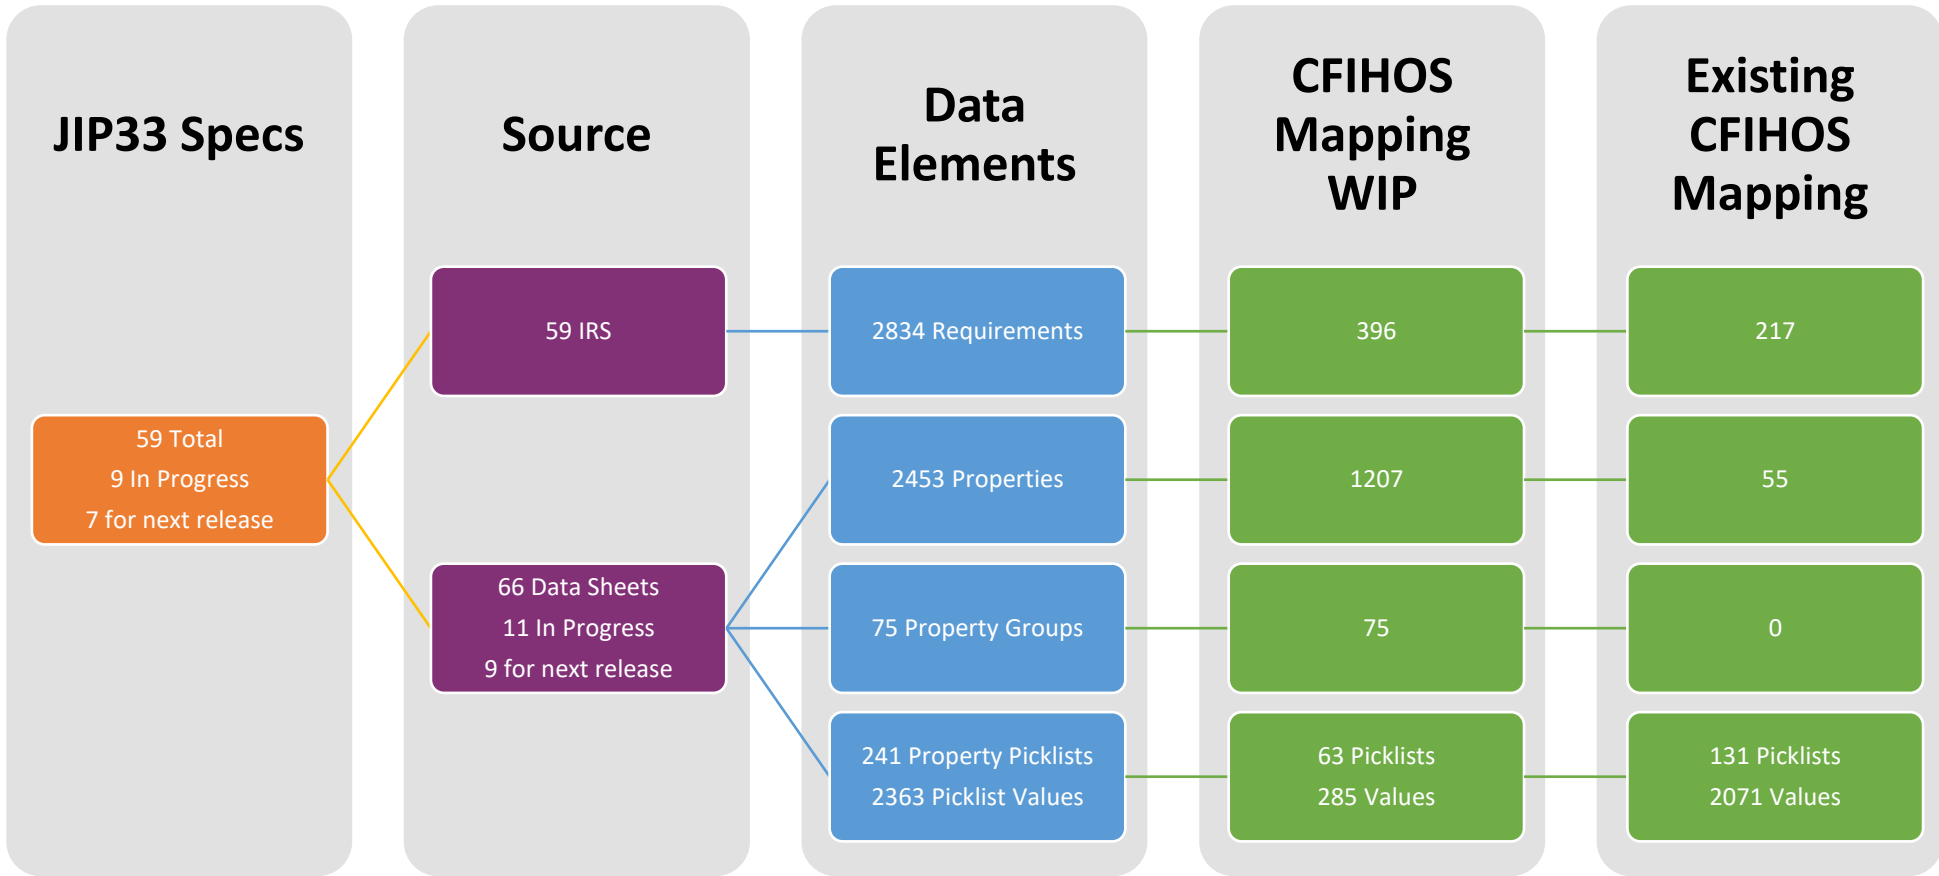 JIP33 Specs
Source
Data
Elements
CFIHOS
Mapping
WIP
Existing
CFIHOS
Mapping
59 Total
9 In Progress
7 for next release
59 IRS
66 Data Sheets
11 In Progress
9 for next release
2834 Requirements
396
217
2453 Properties
1207
55
75 Property Groups
75
0
241 Property Picklists
2363 Picklist Values
63 Picklists
285 Values
131 Picklists
2071 Values